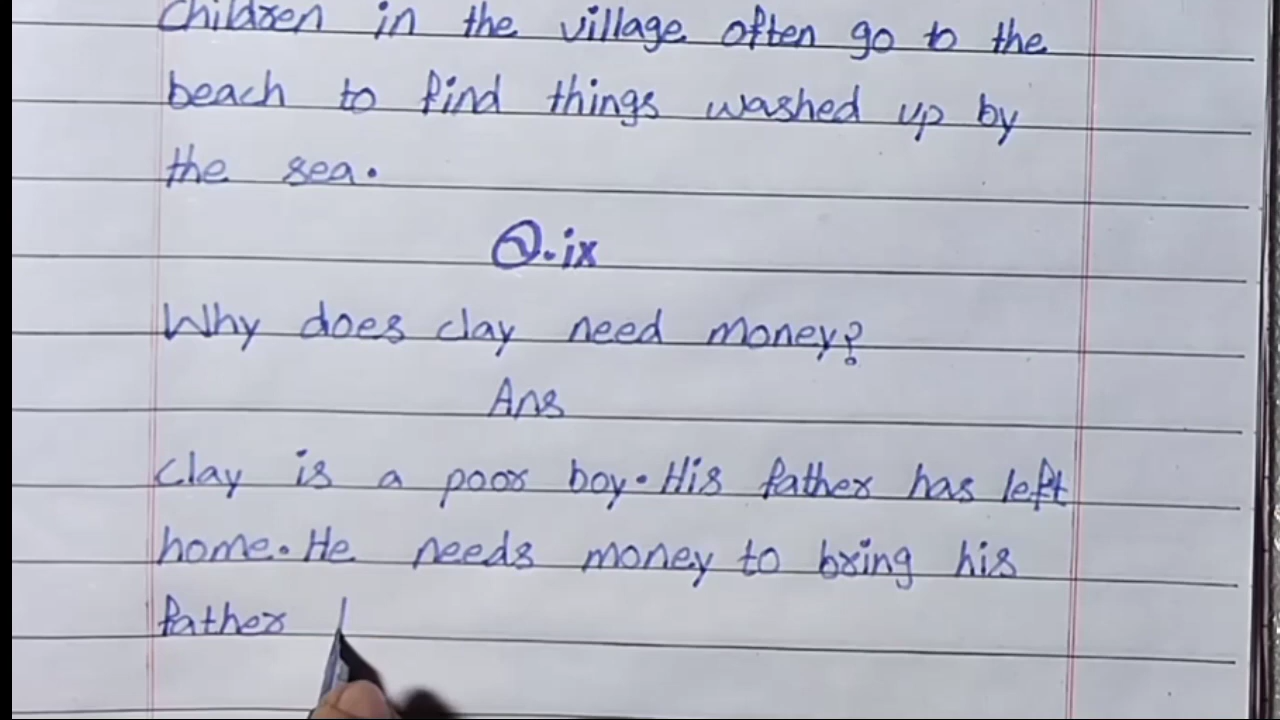 Children in the village often go to the
beach to find things washed up by
the sea.
Q.ix
Why does clay need money?
Ans
Clay is a poor boy. His father has left
home. He needs money to bring his
father